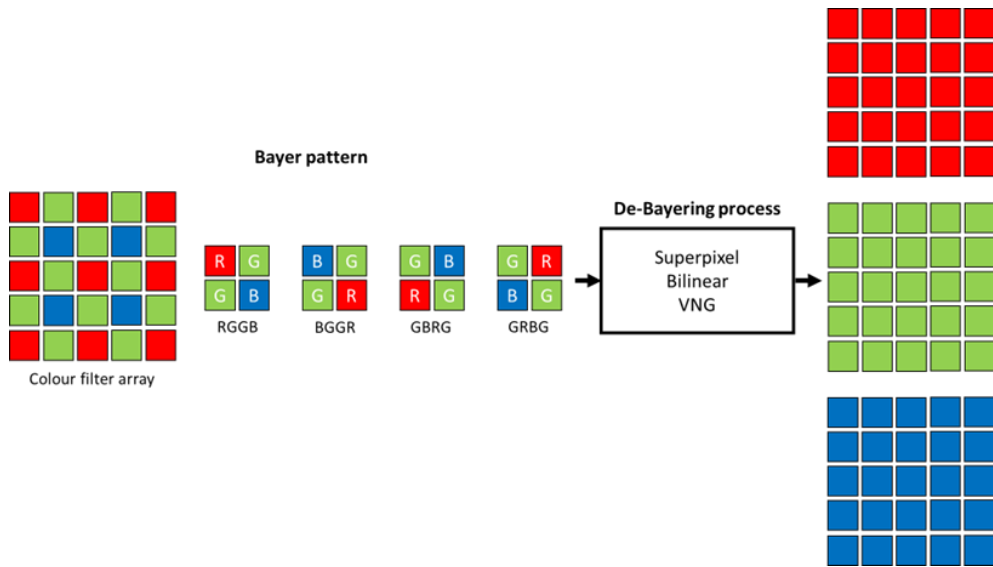 Bayer pattern
De-Bayering process
R G
G B
RGGB
B G
G R
BGGR
G B
R G
GBRG
G R
B G
GRBG
Superpixel
Bilinear
VNG
Colour filter array